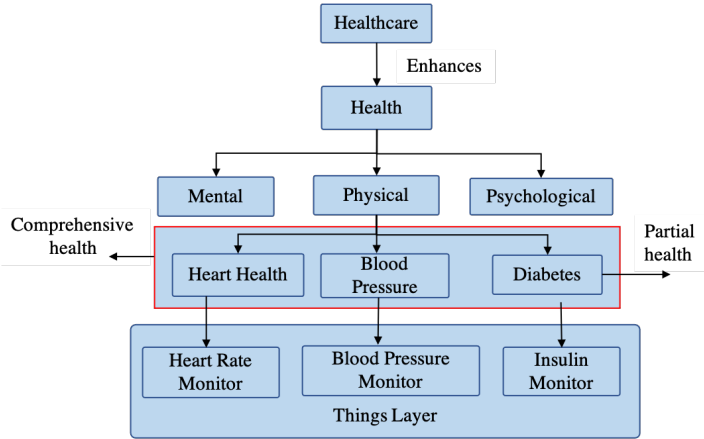 Healthcare
Enhances
Health
Mental
Physical
Psychological
Comprehensive
health
Partial
health
Heart Health
Blood
Pressure
Diabetes
Heart Rate
Monitor
Blood Pressure
Monitor
Insulin
Monitor
Things Layer